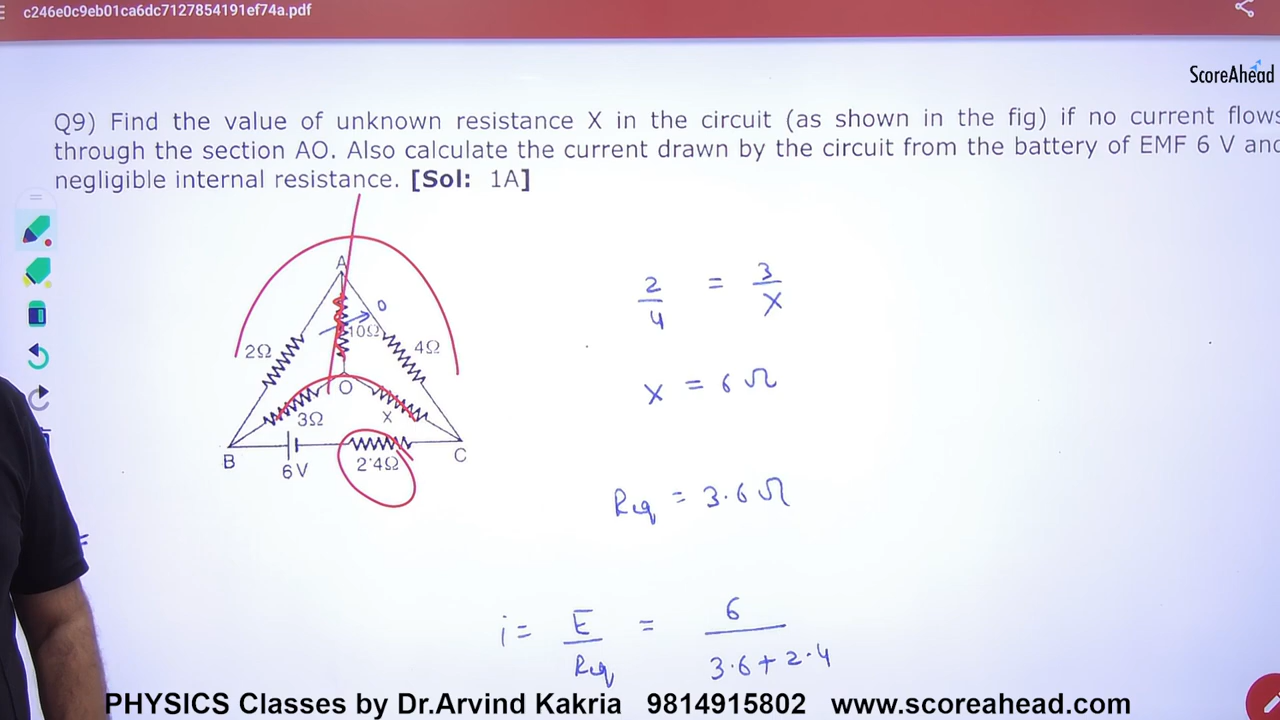 c246e0c9eb01ca6dc7127854191ef74a.pdf
ScoreAhead
Q9) Find the value of unknown resistance X in the circuit (as shown in the fig) if no current flows
through the section AO. Also calculate the current drawn by the circuit from the battery of EMF 6 V and
negligible internal resistance. [Sol: 1A]
A
0
10Ω
2Ω
4Ω
O
3Ω
X
B
6V
2·4Ω
C
2/4 = 3/X
X = 6 Ω
Req = 3.6 Ω
i = E/Req = 6/(3.6+2.4)
PHYSICS Classes by Dr.Arvind Kakria 9814915802 www.scoreahead.com